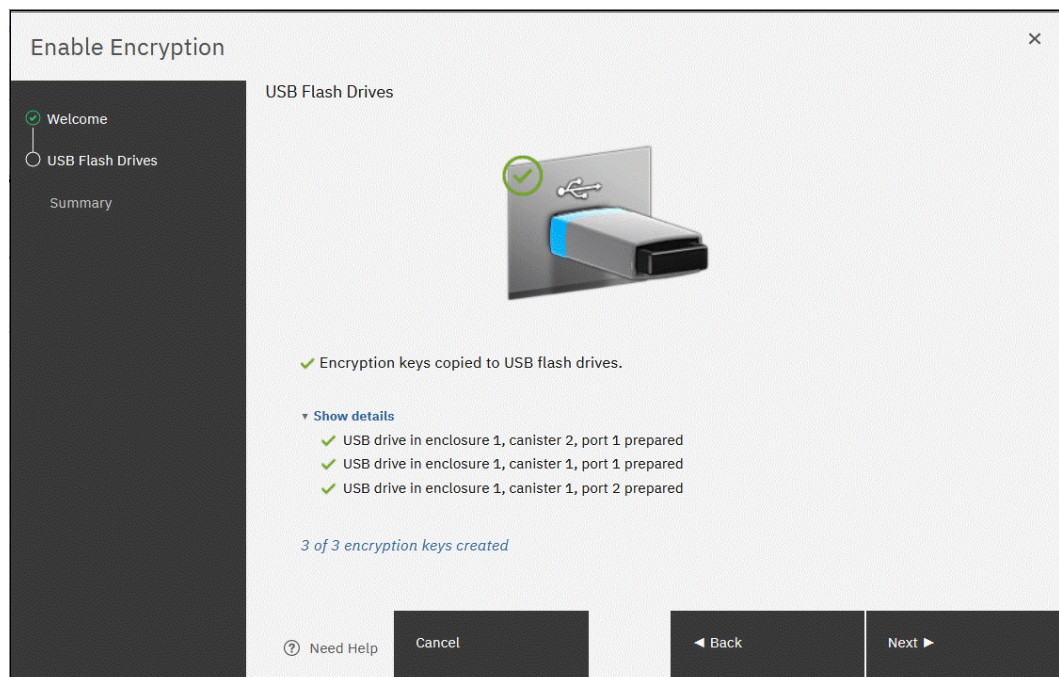 Enable Encryption
Welcome
USB Flash Drives
Summary
USB Flash Drives
Encryption keys copied to USB flash drives.
Show details
USB drive in enclosure 1, canister 2, port 1 prepared
USB drive in enclosure 1, canister 1, port 1 prepared
USB drive in enclosure 1, canister 1, port 2 prepared
3 of 3 encryption keys created
Need Help
Cancel
Back
Next